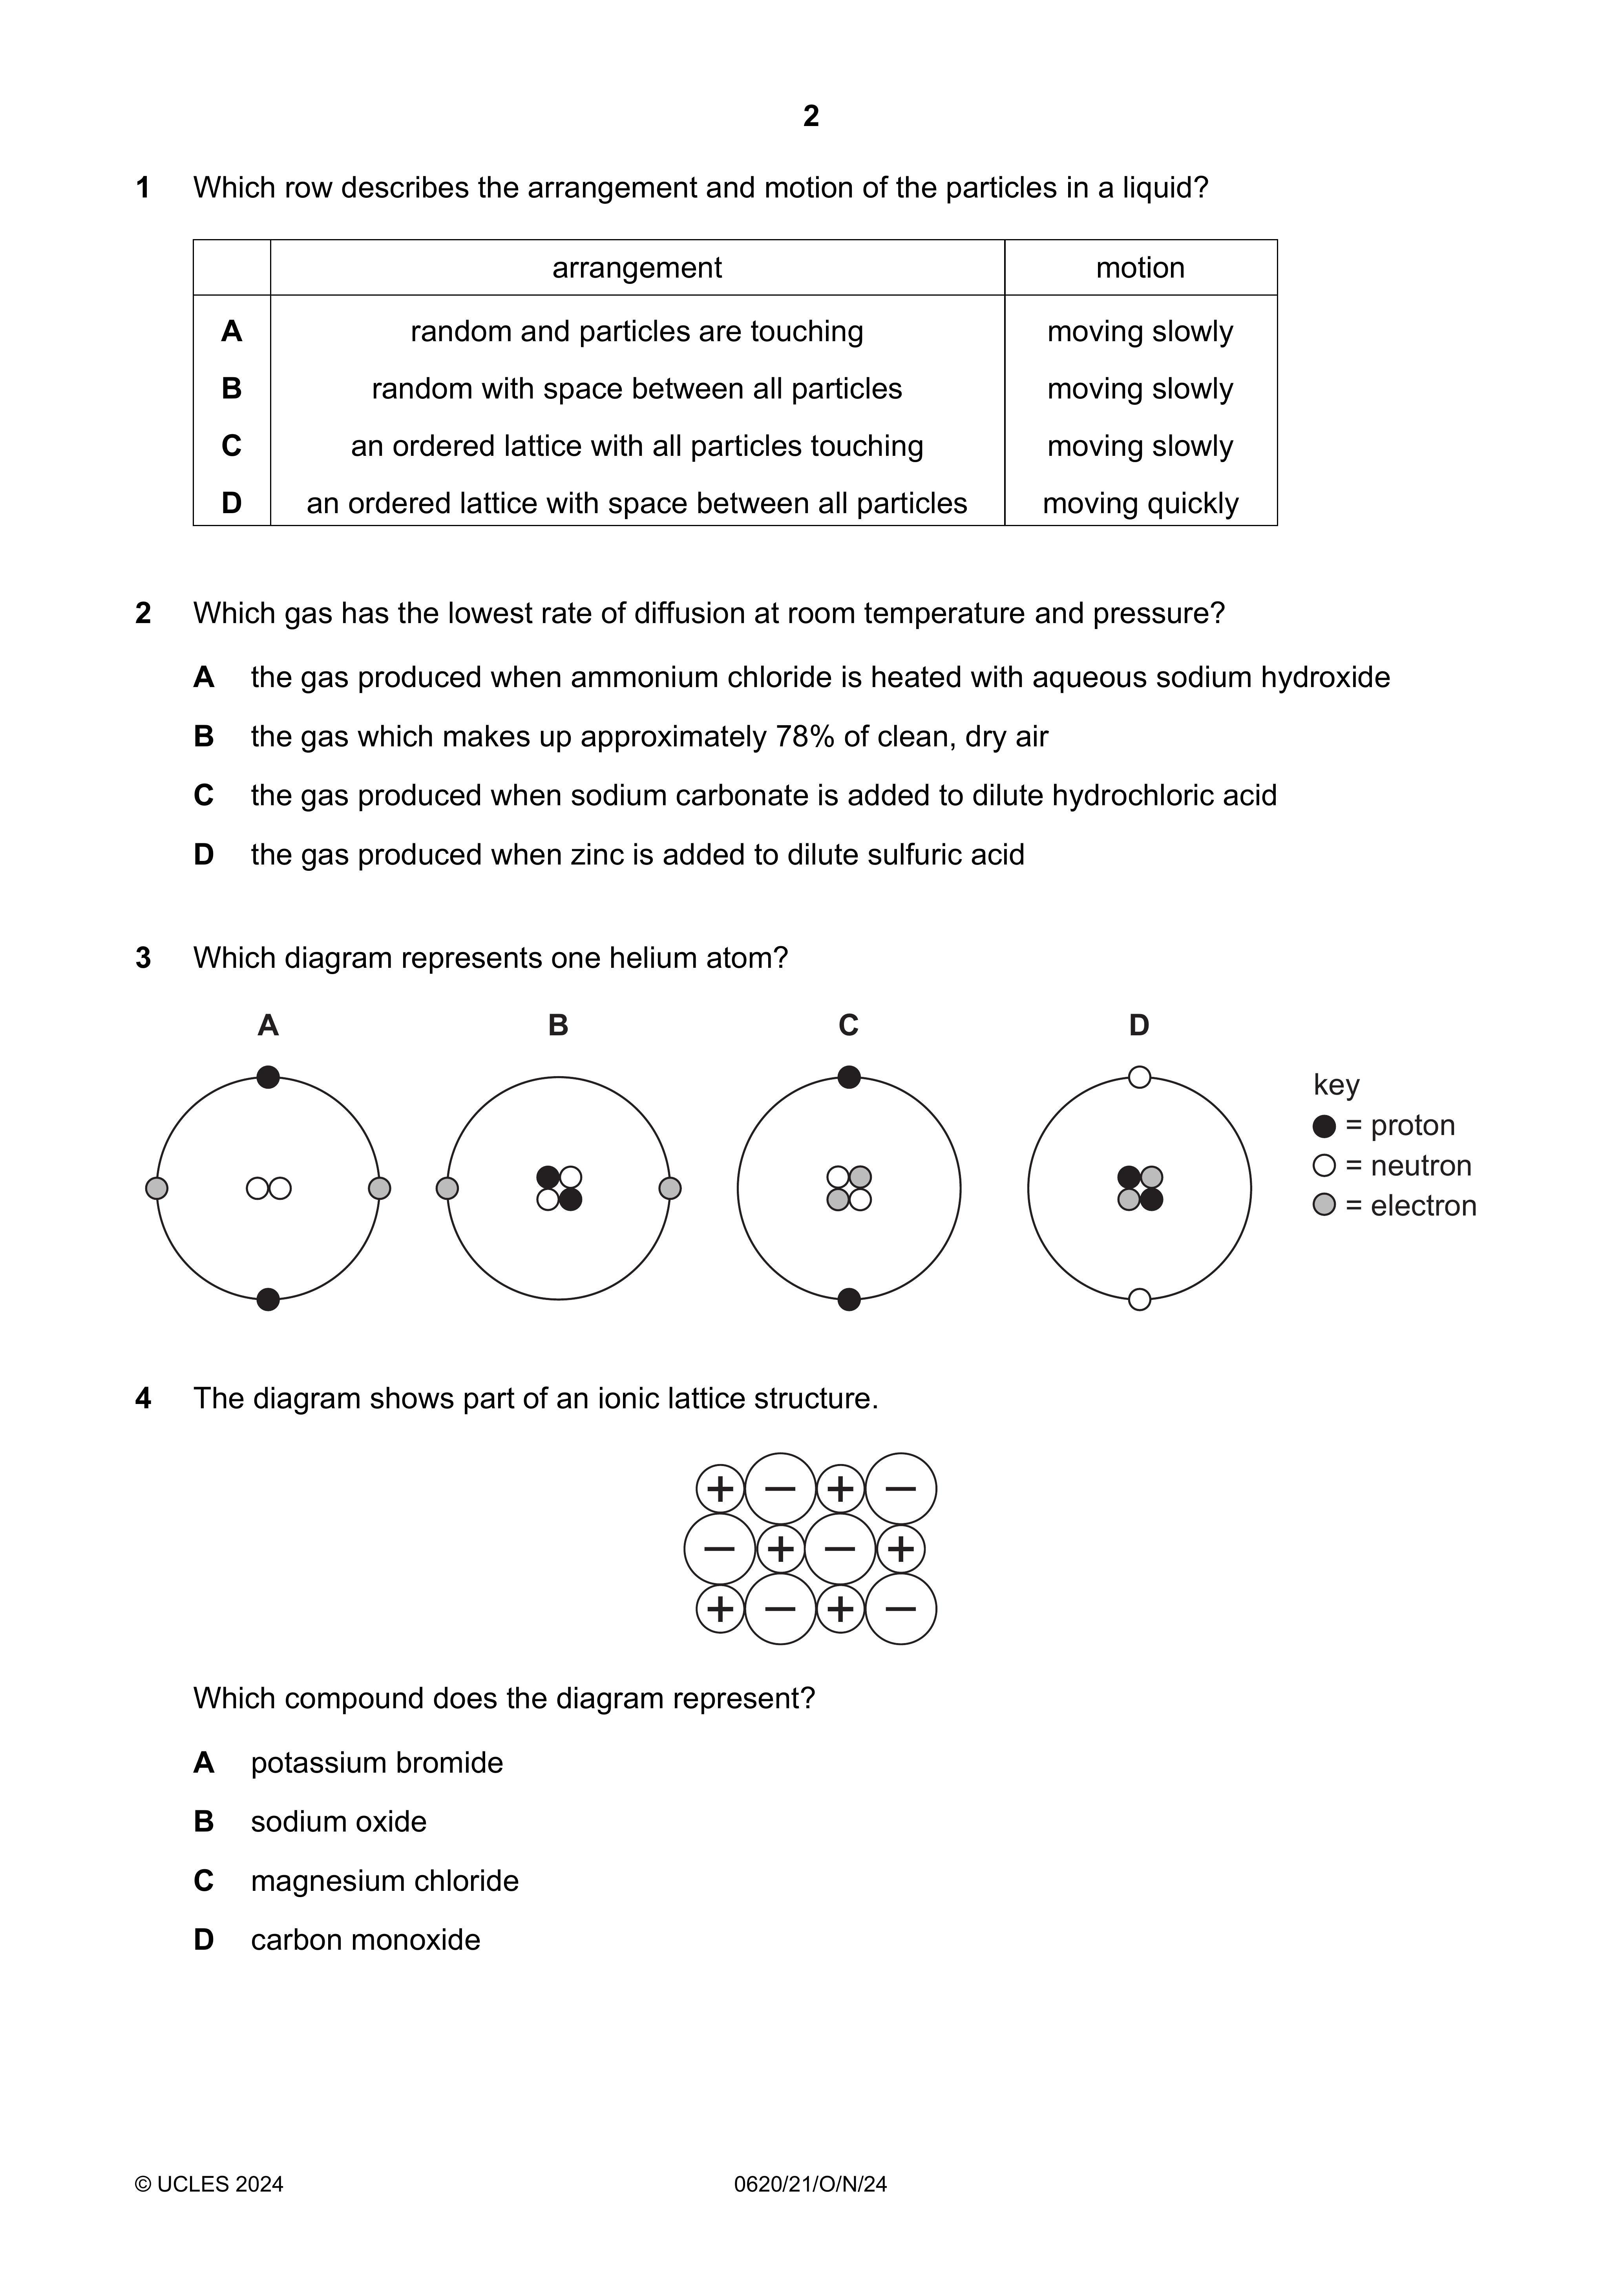 2
1 Which row describes the arrangement and motion of the particles in a liquid?
arrangement motion
A random and particles are touching moving slowly
B random with space between all particles moving slowly
C an ordered lattice with all particles touching moving slowly
D an ordered lattice with space between all particles moving quickly
2 Which gas has the lowest rate of diffusion at room temperature and pressure?
A the gas produced when ammonium chloride is heated with aqueous sodium hydroxide
B the gas which makes up approximately 78% of clean, dry air
C the gas produced when sodium carbonate is added to dilute hydrochloric acid
D the gas produced when zinc is added to dilute sulfuric acid
3 Which diagram represents one helium atom?
A B C D
key
= proton
= neutron
= electron
4 The diagram shows part of an ionic lattice structure.
+ − + −
− + − +
+ − + −
Which compound does the diagram represent?
A potassium bromide
B sodium oxide
C magnesium chloride
D carbon monoxide
© UCLES 2024 0620/21/O/N/24